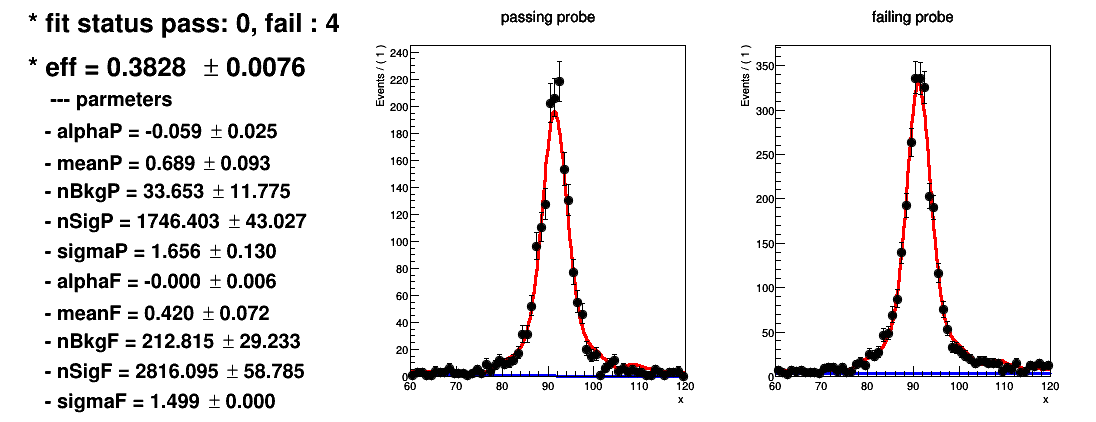 * fit status pass: 0, fail : 4
* eff = 0.3828 ± 0.0076
--- parmeters
- alphaP = -0.059 ± 0.025
- meanP = 0.689 ± 0.093
- nBkgP = 33.653 ± 11.775
- nSigP = 1746.403 ± 43.027
- sigmaP = 1.656 ± 0.130
- alphaF = -0.000 ± 0.006
- meanF = 0.420 ± 0.072
- nBkgF = 212.815 ± 29.233
- nSigF = 2816.095 ± 58.785
- sigmaF = 1.499 ± 0.000
passing probe
Events / ( 1 )
240
220
200
180
160
140
120
100
80
60
40
20
0
60 70 80 90 100 110 120
x
failing probe
Events / ( 1 )
350
300
250
200
150
100
50
0
60 70 80 90 100 110 120
x